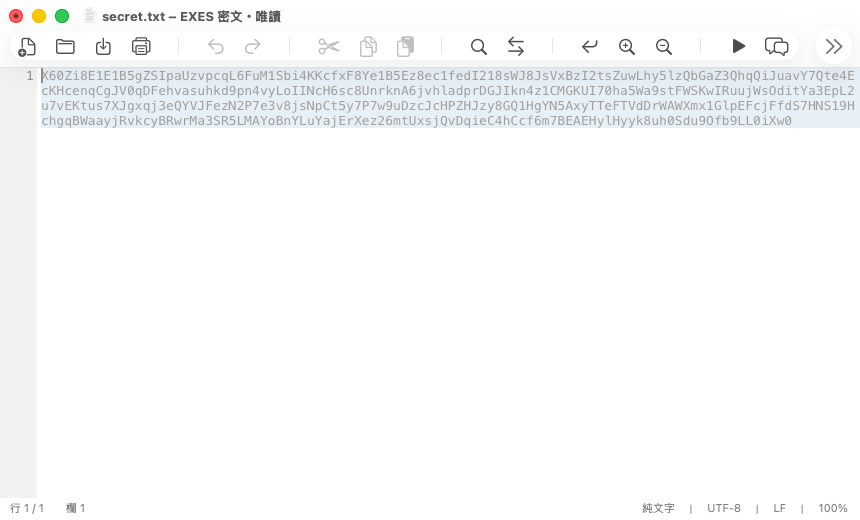 secret.txt – EXES 密文・唯讀
1 X60Zi8E1E1B5gZSIpaUzvpcqL6FuM1Sbi4KKcfxF8Ye1B5Ez8ec1fedI218sWJ8JsVxBzI2tsZuwLhy5lzQbGaZ3QhqQiJuavY7Qte4E
cKHcenqCgJV0qDFehvasuhkd9pn4vyLoIINcH6sc8UnrknA6jvhladprDGJIkn4z1CMGKUI70ha5Wa9stFWSKwIRuujWsOditYa3EpL2
u7vEKtus7XJgxqj3eQYVJFezN2P7e3v8jsNpCt5y7P7w9uDzcJcHPZHJzy8GQ1HgYN5AxyTTeFTVdDrWAWXmx1GlpEFcjFfdS7HNS19H
chgqBWaayjRvkcyBRwrMa3SR5LMAYoBnYLuYajErXez26mtUxsjQvDqieC4hCcf6m7BEAEHylHyyk8uh0Sdu9Ofb9LL0iXw0
行 1 / 1 欄 1 純文字 | UTF-8 | LF | 100%